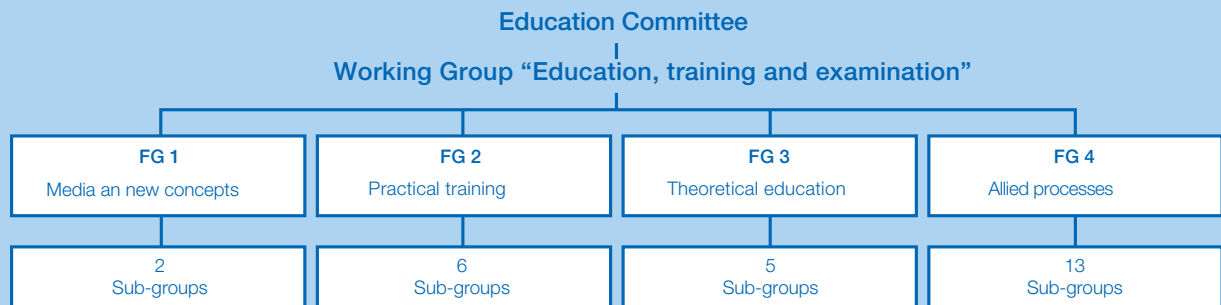 Education Committee
Working Group “Education, training and examination”
FG 1
Media an new concepts
FG 2
Practical training
FG 3
Theoretical education
FG 4
Allied processes
2
Sub-groups
6
Sub-groups
5
Sub-groups
13
Sub-groups